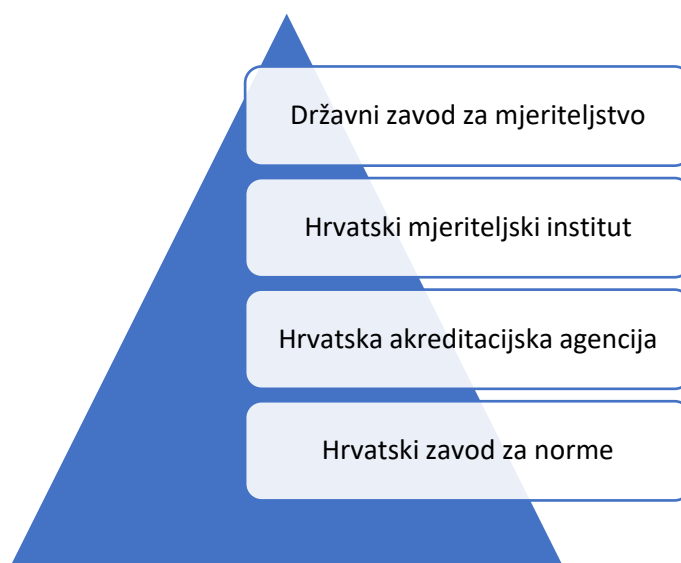 Državni zavod za mjeriteljstvo
Hrvatski mjeriteljski institut
Hrvatska akreditacijska agencija
Hrvatski zavod za norme